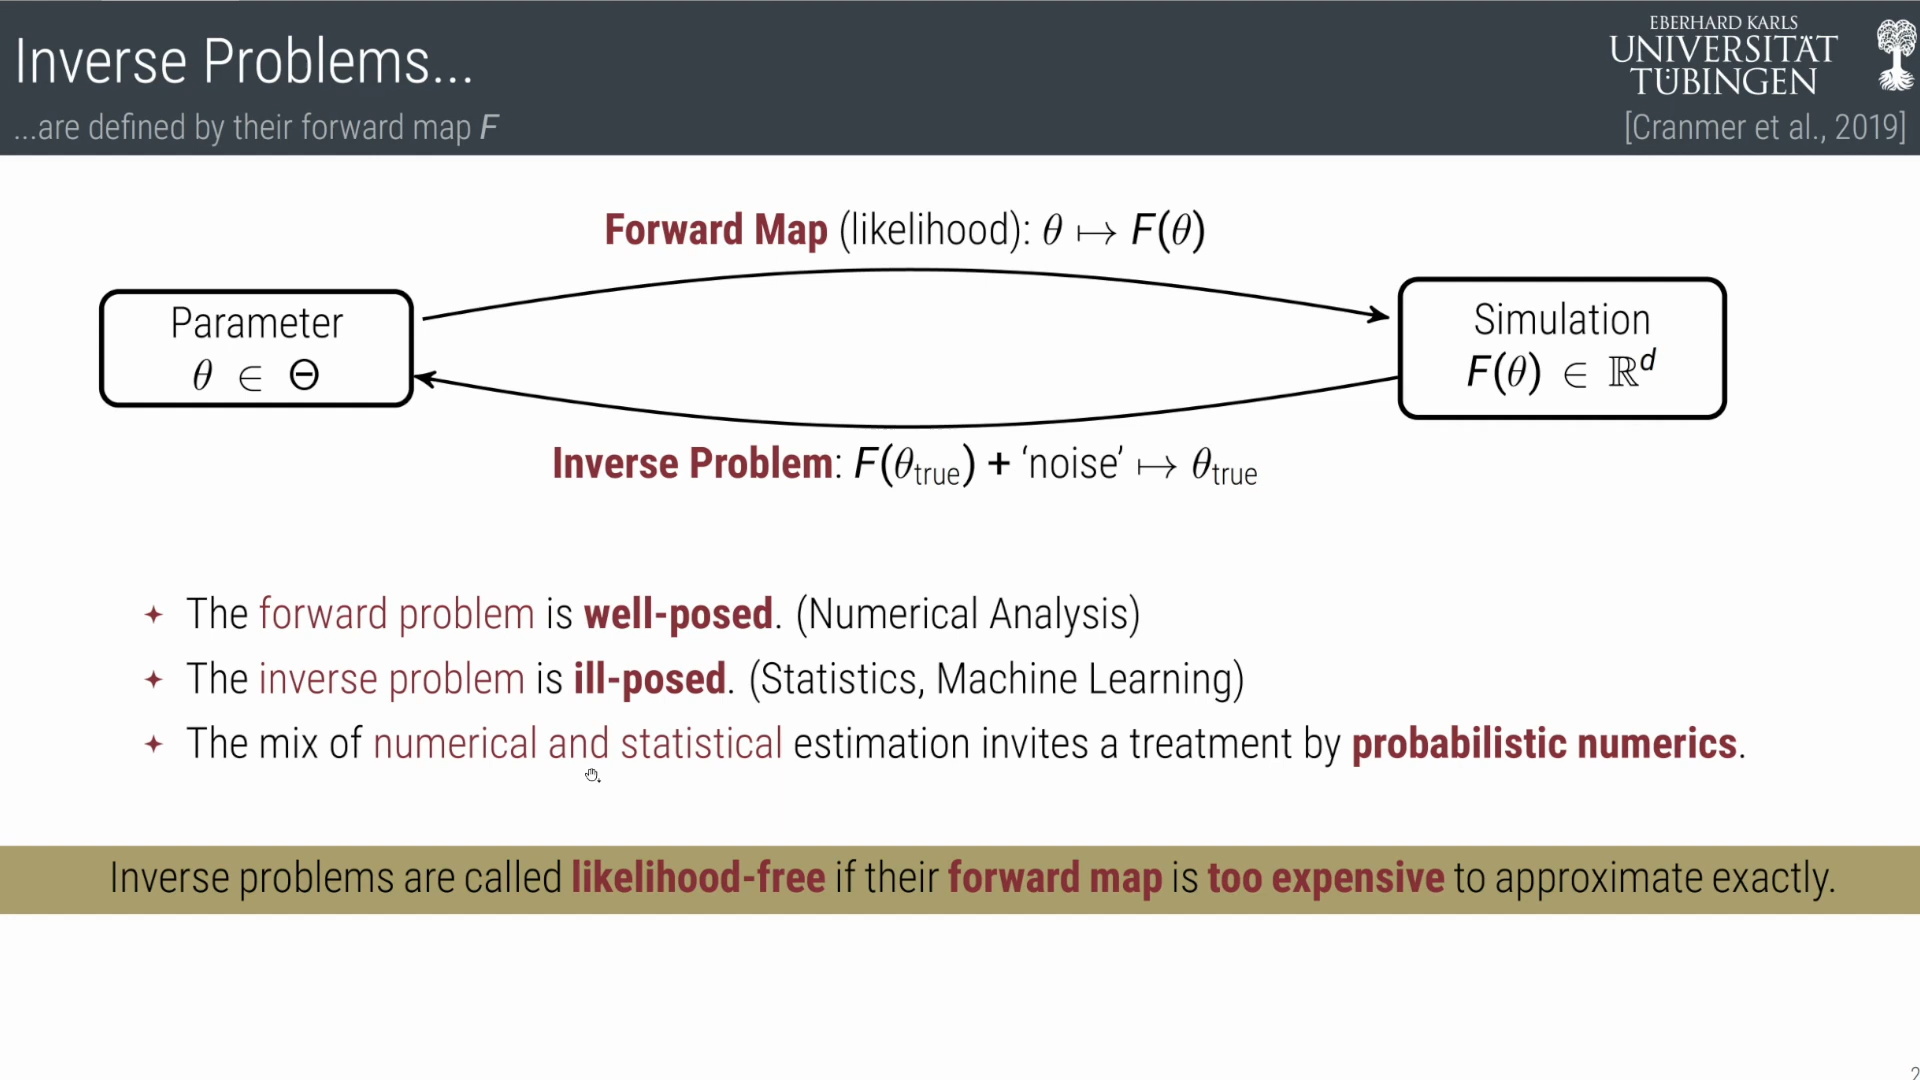 Inverse Problems...
...are defined by their forward map F
EBERHARD KARLS
UNIVERSITÄT
TÜBINGEN
[Cranmer et al., 2019]
Forward Map (likelihood): θ ↦ F(θ)
Parameter
θ ∈ Θ
Simulation
F(θ) ∈ ℝ^d
Inverse Problem: F(θ_true) + ‘noise’ ↦ θ_true
The forward problem is well-posed. (Numerical Analysis)
The inverse problem is ill-posed. (Statistics, Machine Learning)
The mix of numerical and statistical estimation invites a treatment by probabilistic numerics.
Inverse problems are called likelihood-free if their forward map is too expensive to approximate exactly.
2